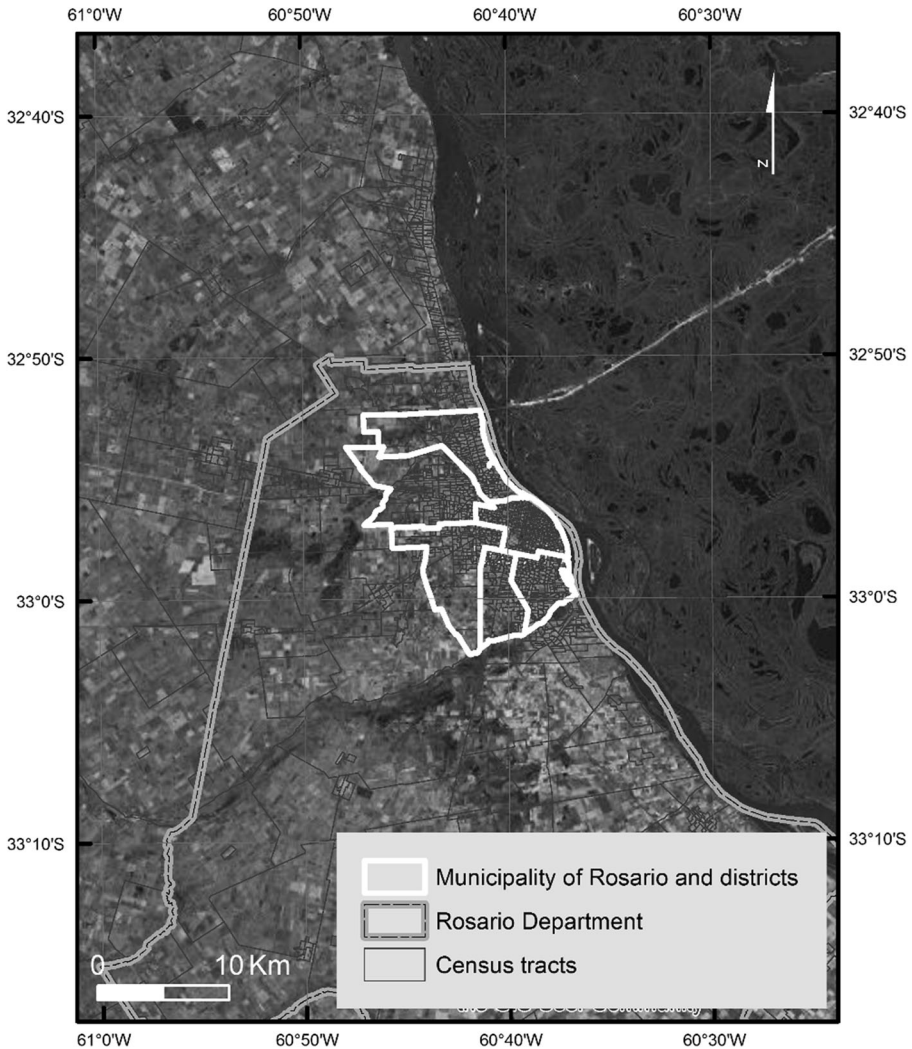 61°0'W 60°50'W 60°40'W 60°30'W
32°40'S 32°40'S
z
32°50'S 32°50'S
33°0'S 33°0'S
33°10'S 33°10'S
Municipality of Rosario and districts
Rosario Department
Census tracts
0 10 Km
61°0'W 60°50'W 60°40'W 60°30'W